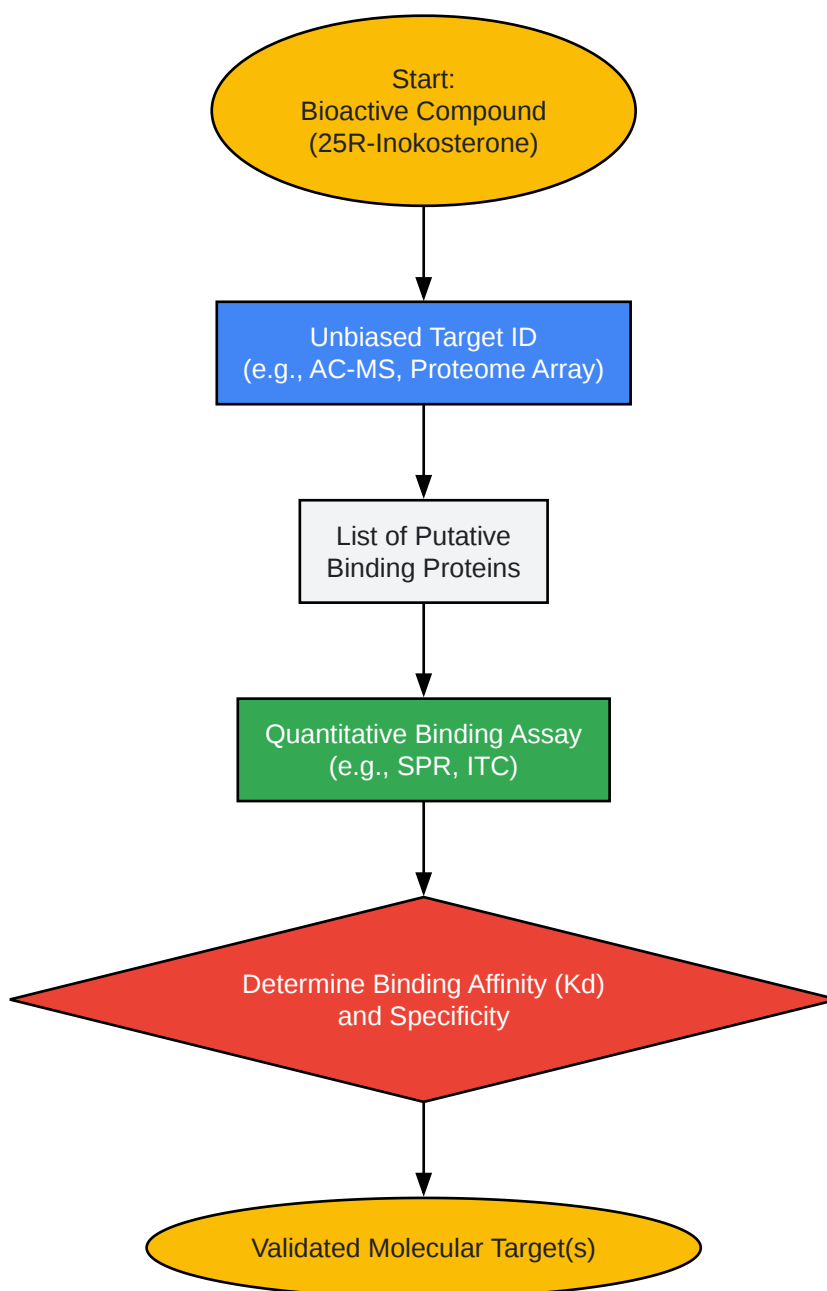 Start:
Bioactive Compound
(25R-Inokosterone)
Unbiased Target ID
(e.g., AC-MS, Proteome Array)
List of Putative
Binding Proteins
Quantitative Binding Assay
(e.g., SPR, ITC)
Determine Binding Affinity (Kd)
and Specificity
Validated Molecular Target(s)